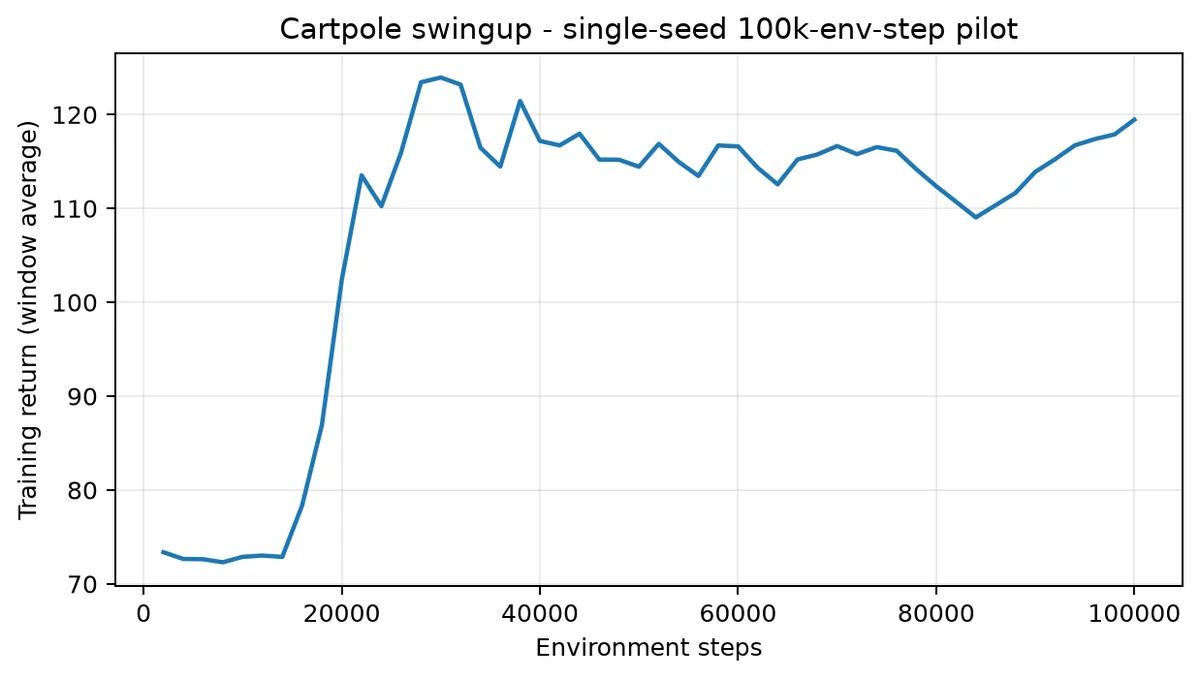 Cartpole swingup - single-seed 100k-env-step pilot
Training return (window average)
120
110
100
90
80
70
0 20000 40000 60000 80000 100000
Environment steps